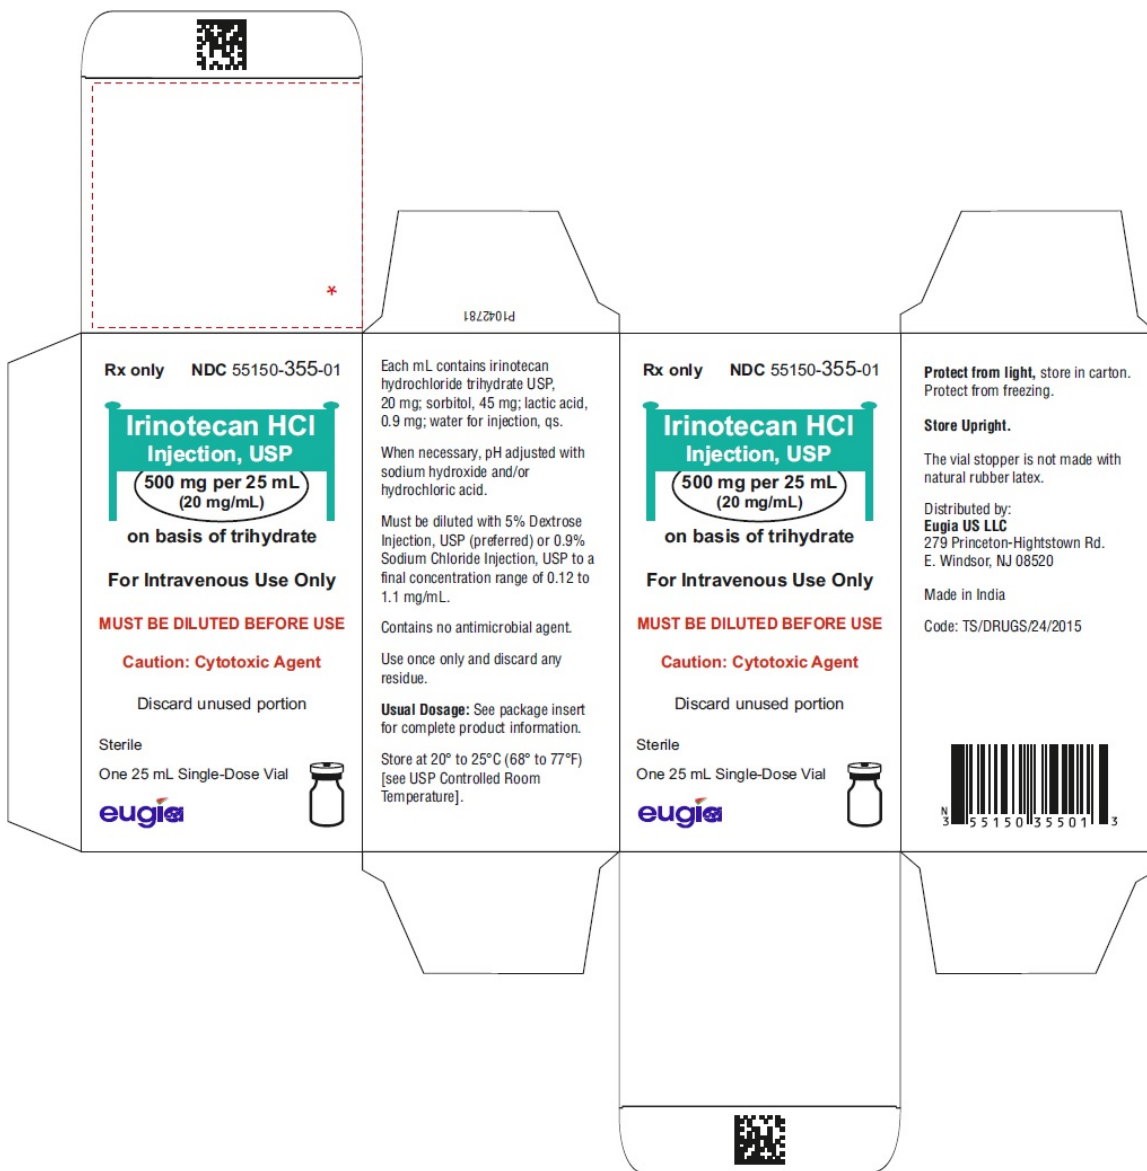 P1042781
Rx only NDC 55150-355-01
Irinotecan HCl
Injection, USP
500 mg per 25 mL
(20 mg/mL)
on basis of trihydrate
For Intravenous Use Only
MUST BE DILUTED BEFORE USE
Caution: Cytotoxic Agent
Discard unused portion
Sterile
One 25 mL Single-Dose Vial
eugia
Each mL contains irinotecan
hydrochloride trihydrate USP,
20 mg; sorbitol, 45 mg; lactic acid,
0.9 mg; water for injection, qs.
When necessary, pH adjusted with
sodium hydroxide and/or
hydrochloric acid.
Must be diluted with 5% Dextrose
Injection, USP (preferred) or 0.9%
Sodium Chloride Injection, USP to a
final concentration range of 0.12 to
1.1 mg/mL.
Contains no antimicrobial agent.
Use once only and discard any
residue.
Usual Dosage: See package insert
for complete product information.
Store at 20° to 25°C (68° to 77°F)
[see USP Controlled Room
Temperature].
Rx only NDC 55150-355-01
Irinotecan HCl
Injection, USP
500 mg per 25 mL
(20 mg/mL)
on basis of trihydrate
For Intravenous Use Only
MUST BE DILUTED BEFORE USE
Caution: Cytotoxic Agent
Discard unused portion
Sterile
One 25 mL Single-Dose Vial
eugia
Protect from light, store in carton.
Protect from freezing.
Store Upright.
The vial stopper is not made with
natural rubber latex.
Distributed by:
Eugia US LLC
279 Princeton-Hightstown Rd.
E. Windsor, NJ 08520
Made in India
Code: TS/DRUGS/24/2015
N
3 55150 35501 3